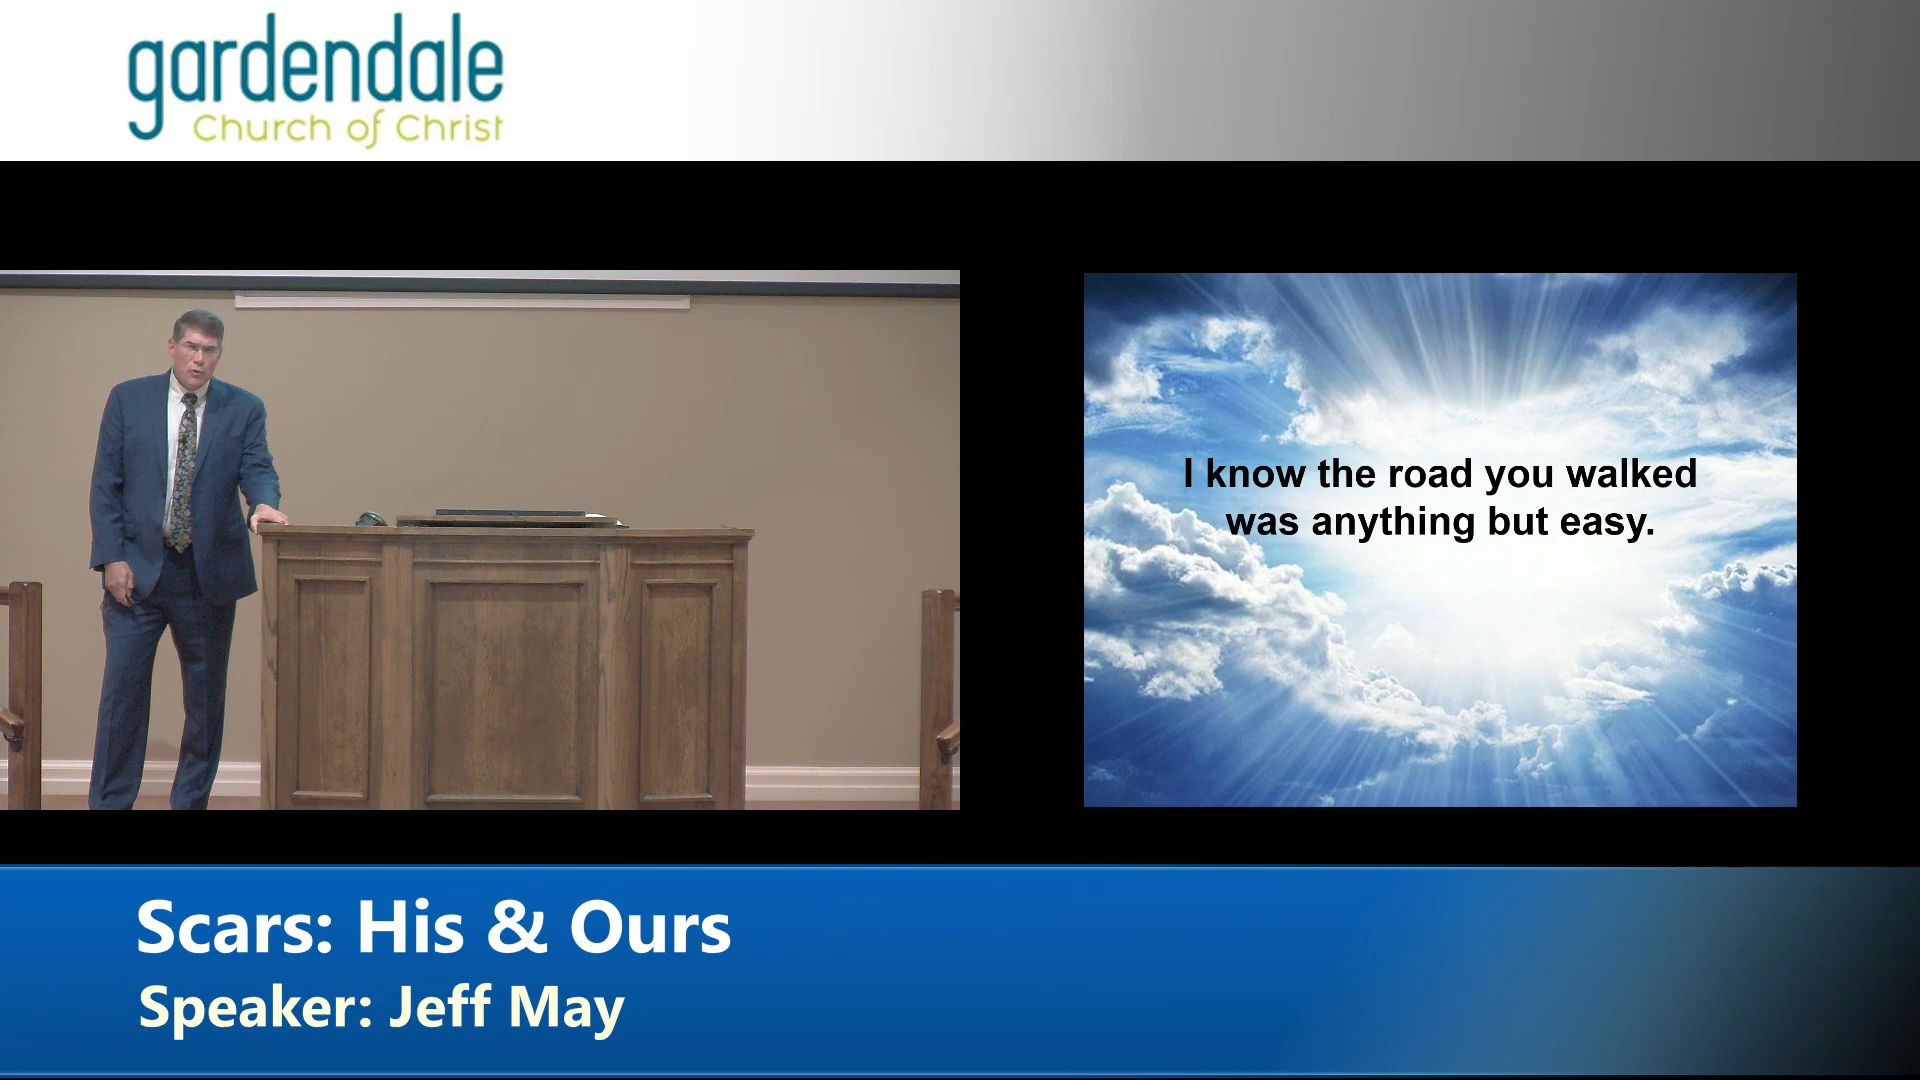 gardendale
Church of Christ
I know the road you walked
was anything but easy.
Scars: His & Ours
Speaker: Jeff May